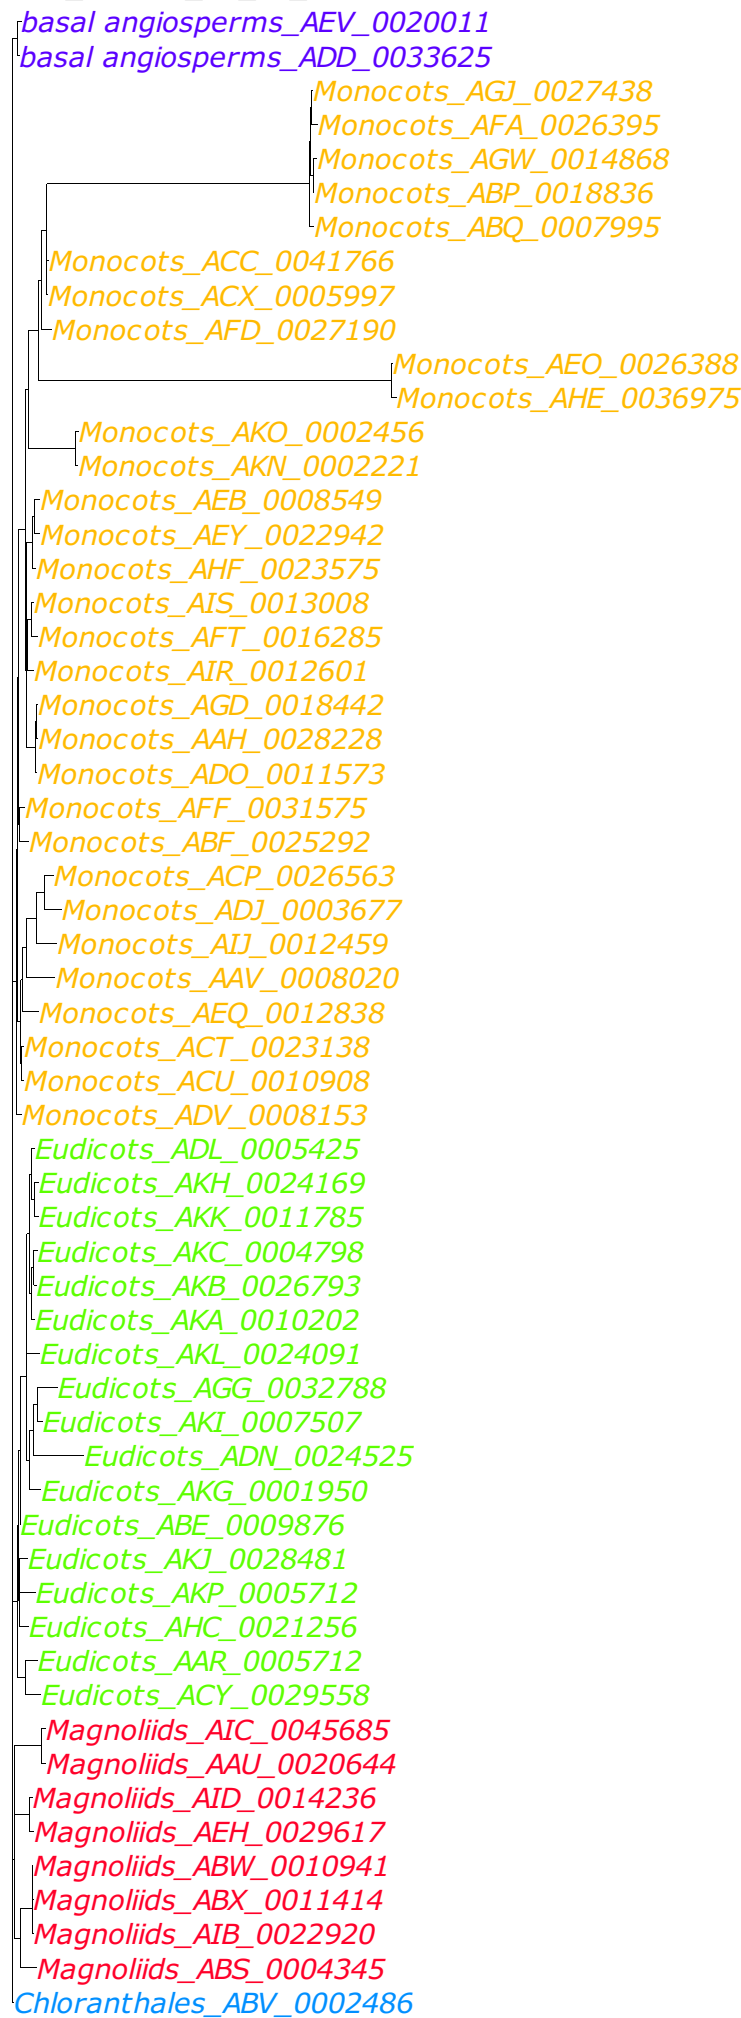 basal angiosperms_AEV_0020011
basal angiosperms_ADD_0033625
Monocots_AGJ_0027438
Monocots_AFA_0026395
Monocots_AGW_0014868
Monocots_ABP_0018836
Monocots_ABQ_0007995
Monocots_ACC_0041766
Monocots_ACX_0005997
Monocots_AFD_0027190
Monocots_AEO_0026388
Monocots_AHE_0036975
Monocots_AKO_0002456
Monocots_AKN_0002221
Monocots_AEB_0008549
Monocots_AEY_0022942
Monocots_AHF_0023575
Monocots_AIS_0013008
Monocots_AFT_0016285
Monocots_AIR_0012601
Monocots_AGD_0018442
Monocots_AAH_0028228
Monocots_ADO_0011573
Monocots_AFF_0031575
Monocots_ABF_0025292
Monocots_ACP_0026563
Monocots_ADJ_0003677
Monocots_AIJ_0012459
Monocots_AAV_0008020
Monocots_AEQ_0012838
Monocots_ACT_0023138
Monocots_ACU_0010908
Monocots_ADV_0008153
Eudicots_ADL_0005425
Eudicots_AKH_0024169
Eudicots_AKK_0011785
Eudicots_AKC_0004798
Eudicots_AKB_0026793
Eudicots_AKA_0010202
Eudicots_AKL_0024091
Eudicots_AGG_0032788
Eudicots_AKI_0007507
Eudicots_ADN_0024525
Eudicots_AKG_0001950
Eudicots_ABE_0009876
Eudicots_AKJ_0028481
Eudicots_AKP_0005712
Eudicots_AHC_0021256
Eudicots_AAR_0005712
Eudicots_ACY_0029558
Magnoliids_AIC_0045685
Magnoliids_AAU_0020644
Magnoliids_AID_0014236
Magnoliids_AEH_0029617
Magnoliids_ABW_0010941
Magnoliids_ABX_0011414
Magnoliids_AIB_0022920
Magnoliids_ABS_0004345
Chloranthales_ABV_0002486